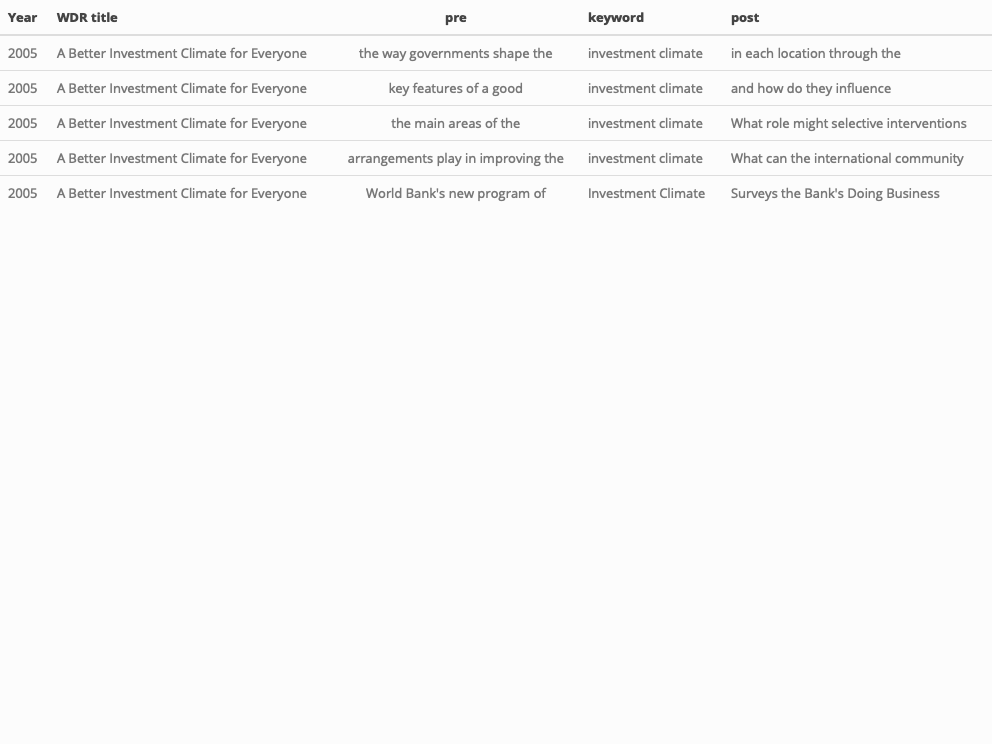 Year WDR title pre keyword post
2005 A Better Investment Climate for Everyone the way governments shape the investment climate in each location through the
2005 A Better Investment Climate for Everyone key features of a good investment climate and how do they influence
2005 A Better Investment Climate for Everyone the main areas of the investment climate What role might selective interventions
2005 A Better Investment Climate for Everyone arrangements play in improving the investment climate What can the international community
2005 A Better Investment Climate for Everyone World Bank's new program of Investment Climate Surveys the Bank's Doing Business